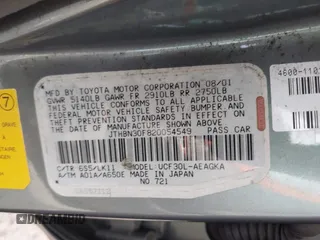 MFD BY TOYOTA MOTOR CORPORATION 08/01
GVWR 5140LB GAWR FR 2910LB RR 2750LB
THIS VEHICLE CONFORMS TO ALL APPLICABLE
FEDERAL MOTOR VEHICLE SAFETY, BUMPER, AND
THEFT PREVENTION STANDARDS IN EFFECT ON
THE DATE OF MANUFACTURE SHOWN ABOVE.
JTHBN30F820054549 PASS. CAR
C/TR 6S5/LK11 MODEL UCF30L-AEAGKA
A/TM A01A/A650E MADE IN JAPAN
NO 721
7
4600-1103